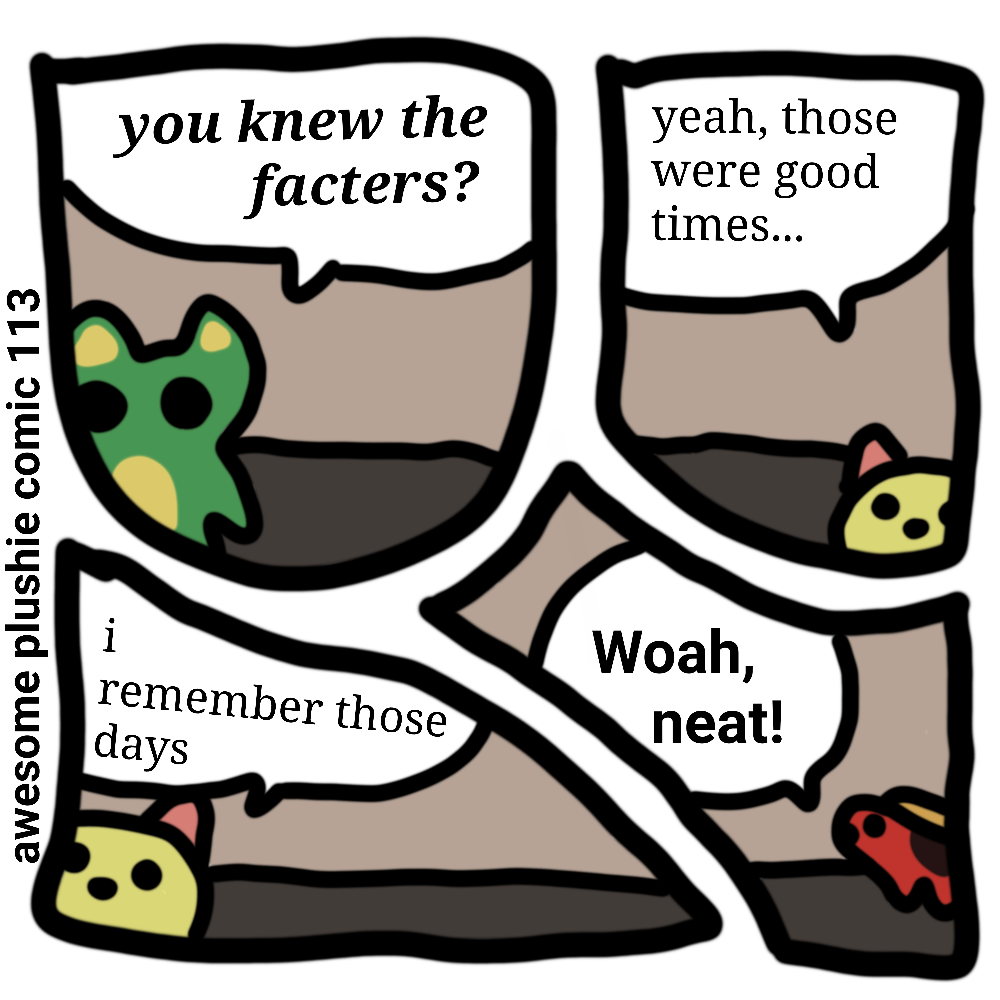 you knew the
facters?
yeah, those
were good
times...
i
remember those
days
Woah,
neat!
awesome plushie comic 113